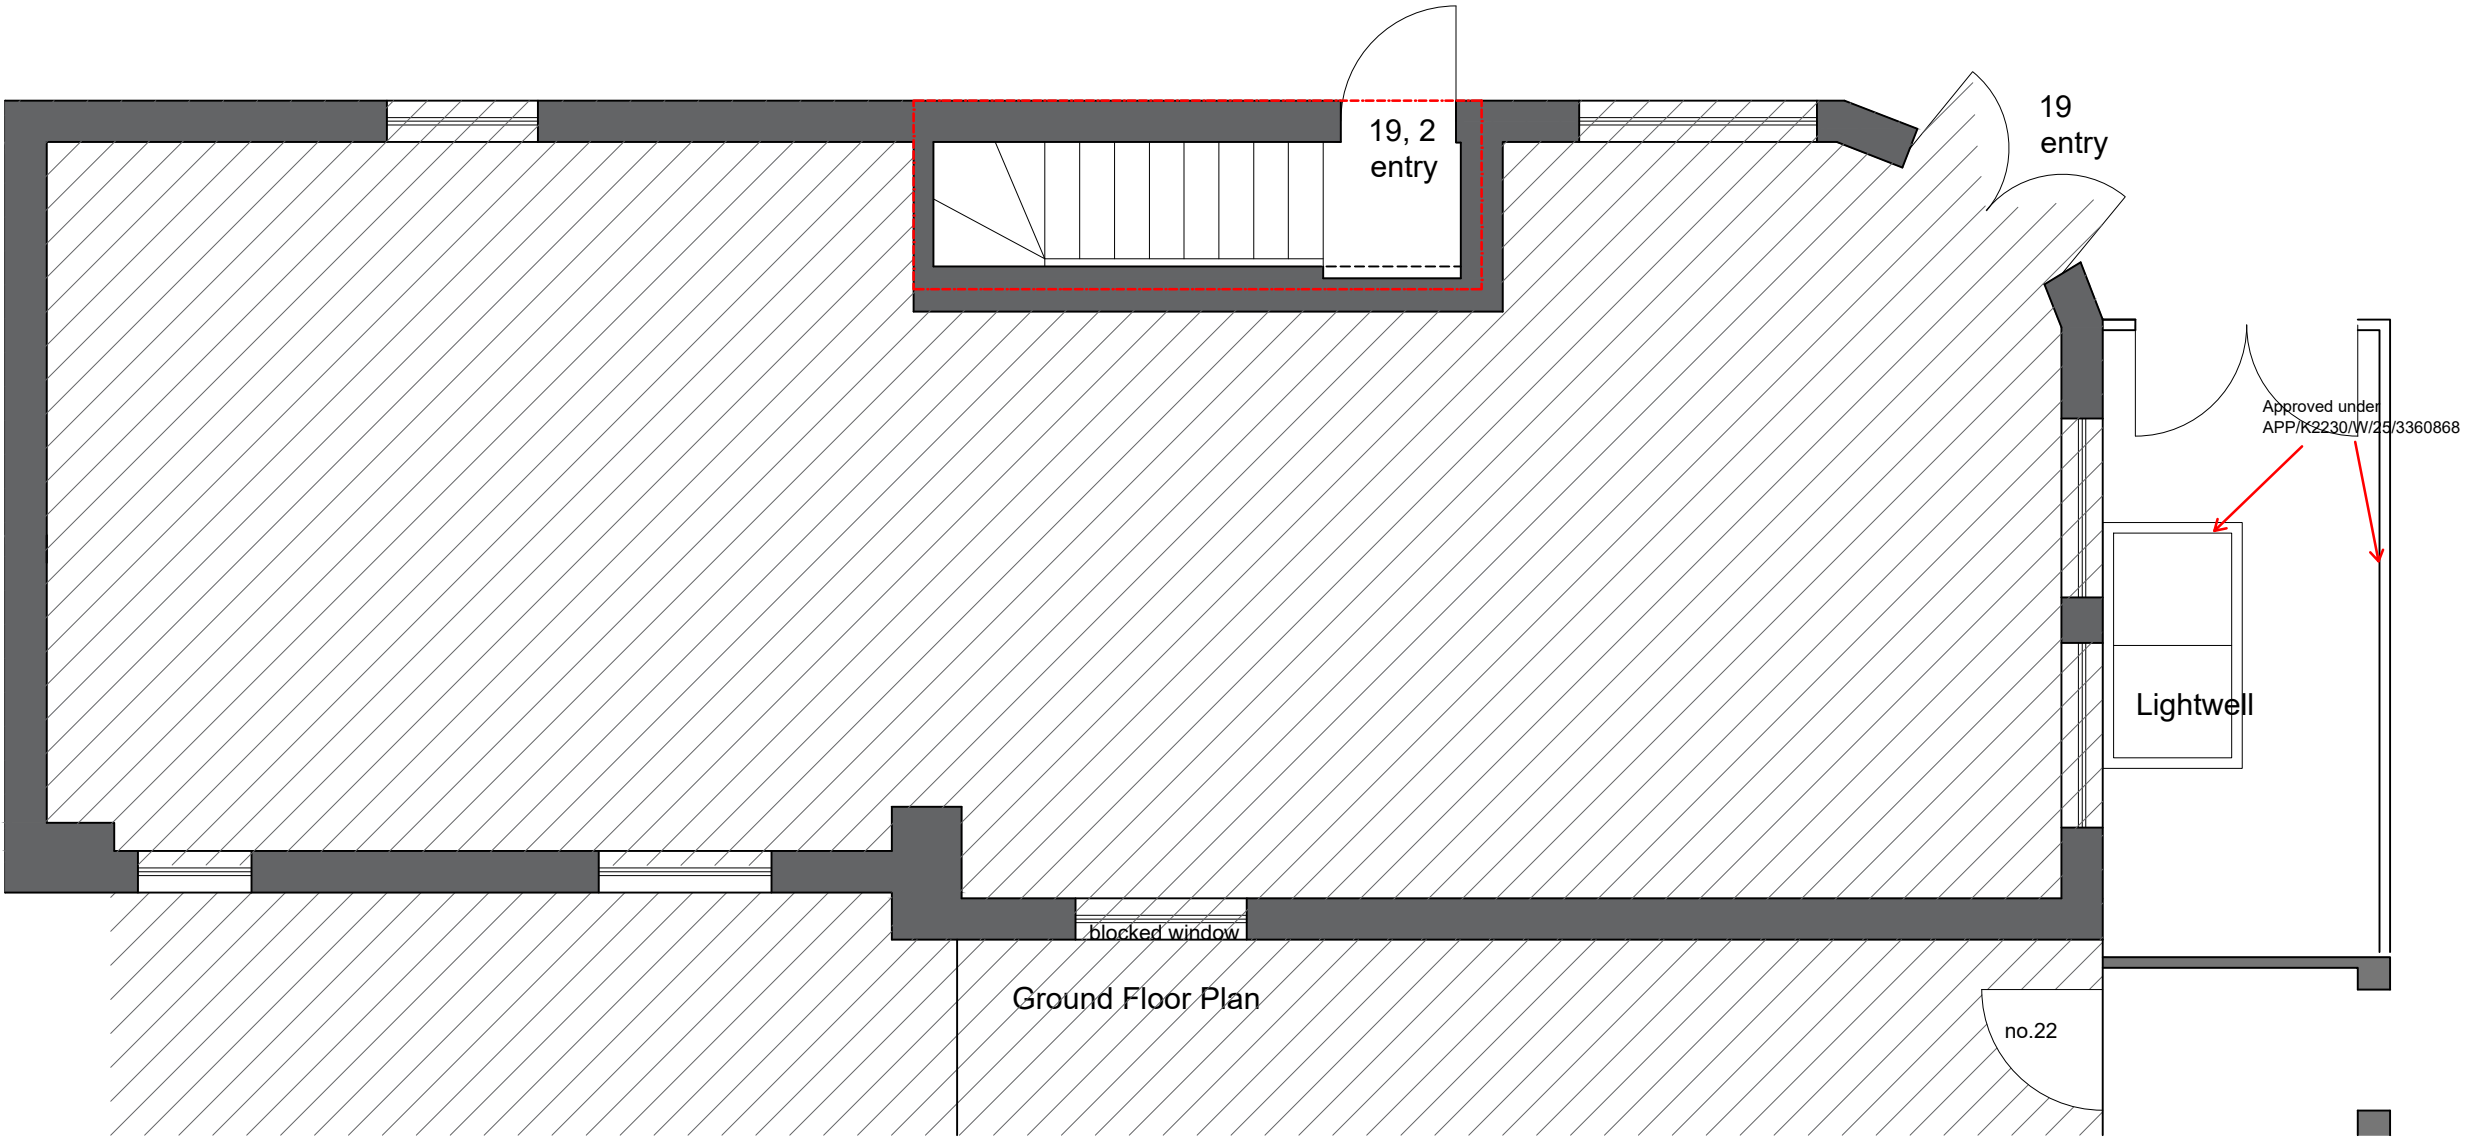 19, 2
entry
19
entry
Approved under
APP/K2230/W/25/3360868
Lightwell
blocked window
Ground Floor Plan
no.22